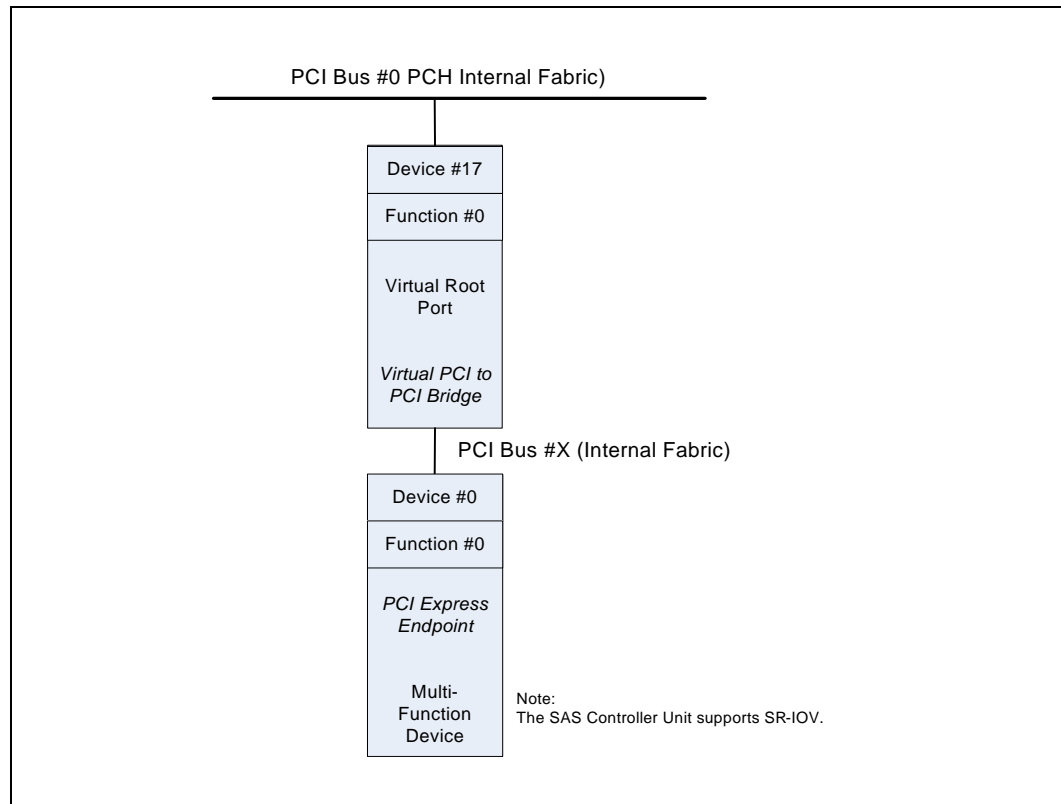 PCI Bus #0 PCH Internal Fabric)
Device #17
Function #0
Virtual Root
Port
Virtual PCI to
PCI Bridge
PCI Bus #X (Internal Fabric)
Device #0
Function #0
PCI Express
Endpoint
Multi-
Function
Device
Note:
The SAS Controller Unit supports SR-IOV.